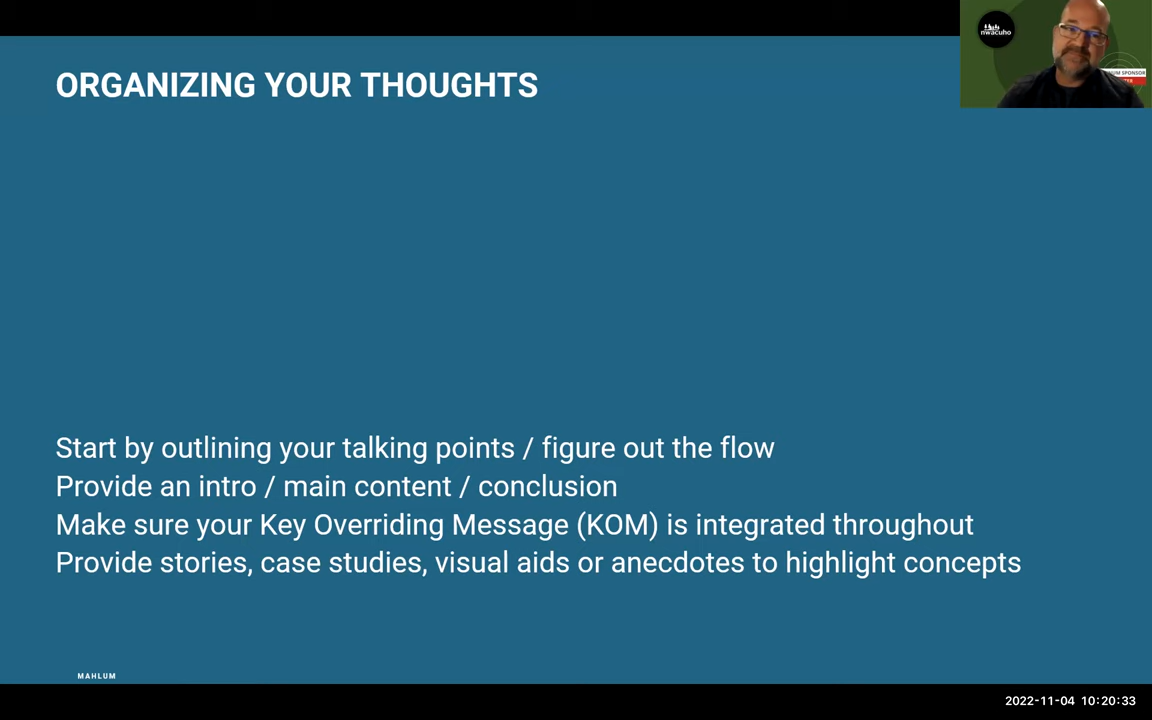 nwacuho
ORGANIZING YOUR THOUGHTS
UM SPONSOR
Start by outlining your talking points / figure out the flow
Provide an intro / main content / conclusion
Make sure your Key Overriding Message (KOM) is integrated throughout
Provide stories, case studies, visual aids or anecdotes to highlight concepts
MAHLUM
2022-11-04 10:20:33